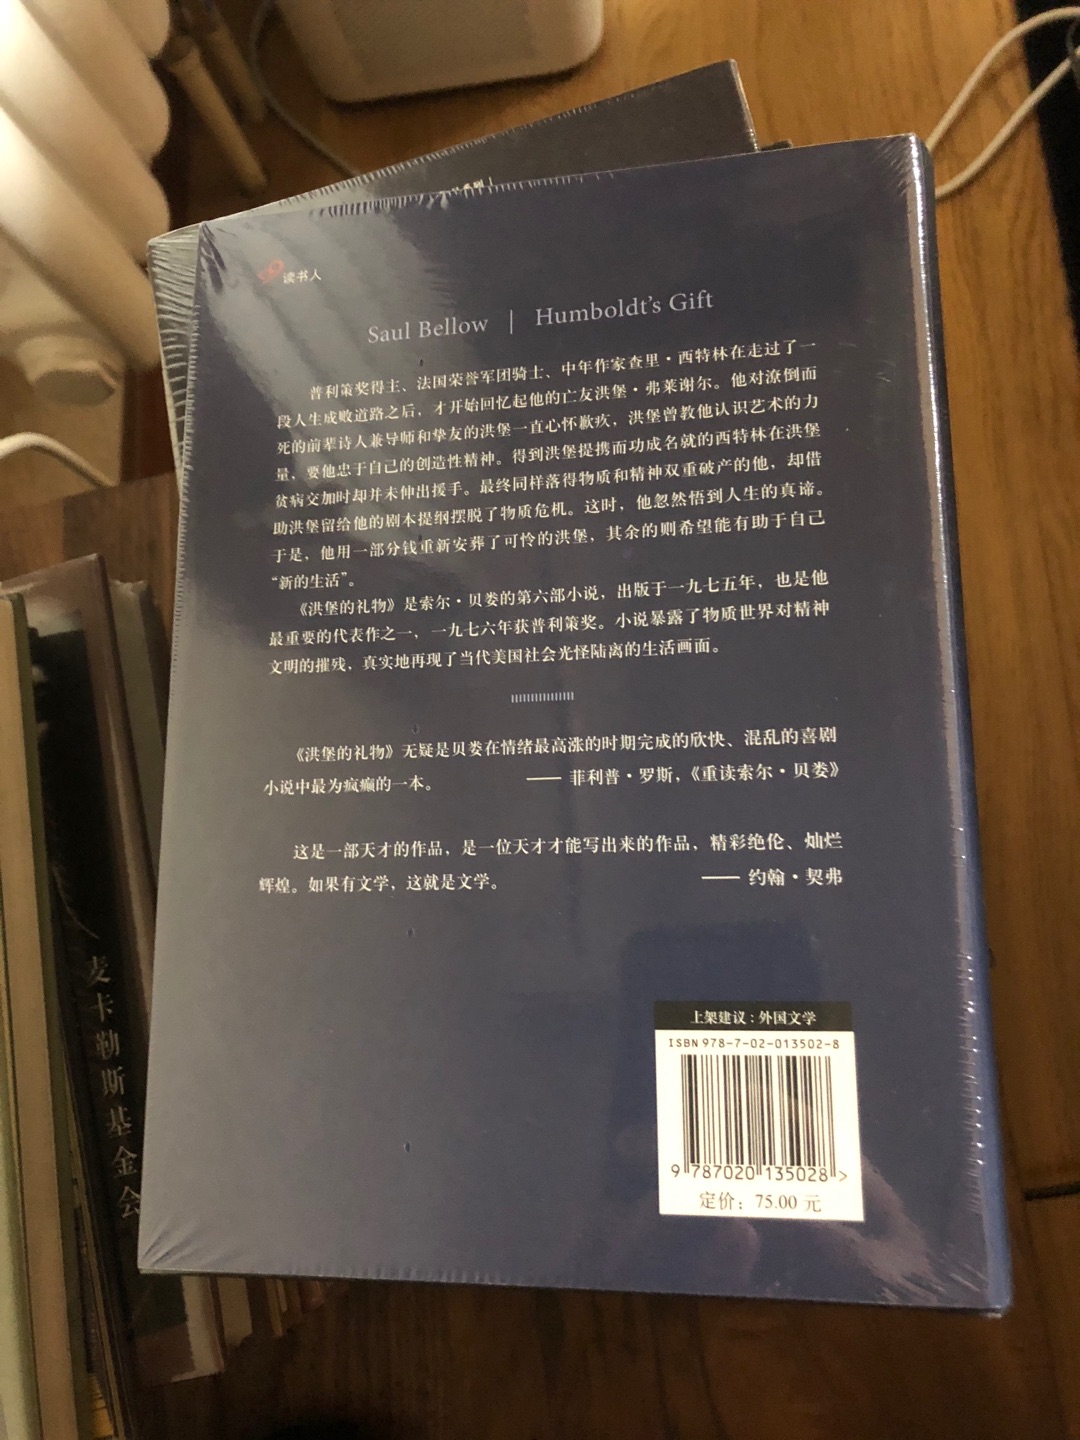 读书人
Saul Bellow | Humboldt's Gift
普利策奖得主、法国荣誉军团骑士、中年作家查里·西特林在走过了一
段人生成败道路之后，才开始回忆起他的亡友洪堡·弗莱谢尔。他对潦倒而
死的前辈诗人兼导师和挚友的洪堡一直心怀歉疚，洪堡曾教他认识艺术的力
量，要他忠于自己的创造性精神。得到洪堡提携而功成名就的西特林在洪堡
贫病交加时却并未伸出援手。最终同样落得物质和精神双重破产的他，却借
助洪堡留给他的剧本提纲摆脱了物质危机。这时，他忽然悟到人生的真谛。
于是，他用一部分钱重新安葬了可怜的洪堡，其余的则希望能有助于自己
“新的生活”。
《洪堡的礼物》是索尔·贝娄的第六部小说，出版于一九七五年，也是他
最重要的代表作之一，一九七六年获普利策奖。小说暴露了物质世界对精神
文明的摧残，真实地再现了当代美国社会光怪陆离的生活画面。
《洪堡的礼物》无疑是贝娄在情绪最高涨的时期完成的欣快、混乱的喜剧
小说中最为疯癫的一本。 —— 菲利普·罗斯，《重读索尔·贝娄》
这是一部天才的作品，是一位天才才能写出来的作品，精彩绝伦、灿烂
辉煌。如果有文学，这就是文学。 —— 约翰·契弗
上架建议：外国文学
ISBN 978-7-02-013502-8
9 787020 135028 >
定价：75.00 元
麦卡勒斯基金会